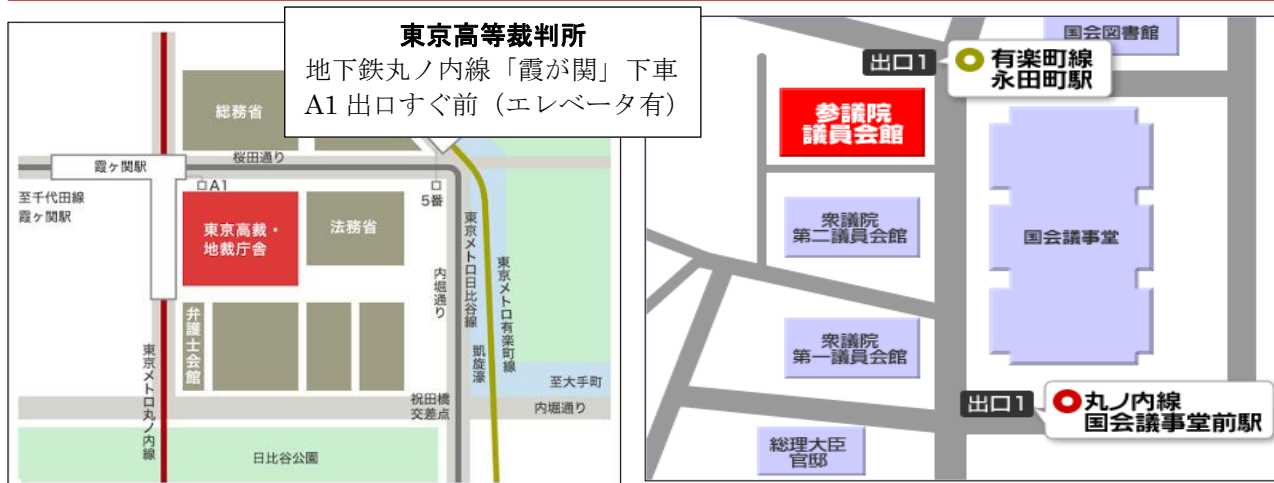 東京高等裁判所
地下鉄丸ノ内線「霞が関」下車
A1 出口すぐ前（エレベータ有）
総務省
霞ケ関駅
桜田通り
A1
5番
至千代田線
霞ケ関駅
東京高裁・
地裁庁舎
法務省
内堀通り
東京メトロ日比谷線
東京メトロ有楽町線
凱旋濠
弁護士会館
東京メトロ丸ノ内線
至大手町
祝田橋
交差点
内堀通り
日比谷公園
国会図書館
出口1
有楽町線
永田町駅
参議院
議員会館
衆議院
第二議員会館
国会議事堂
衆議院
第一議員会館
出口1
丸ノ内線
国会議事堂前駅
総理大臣
官邸